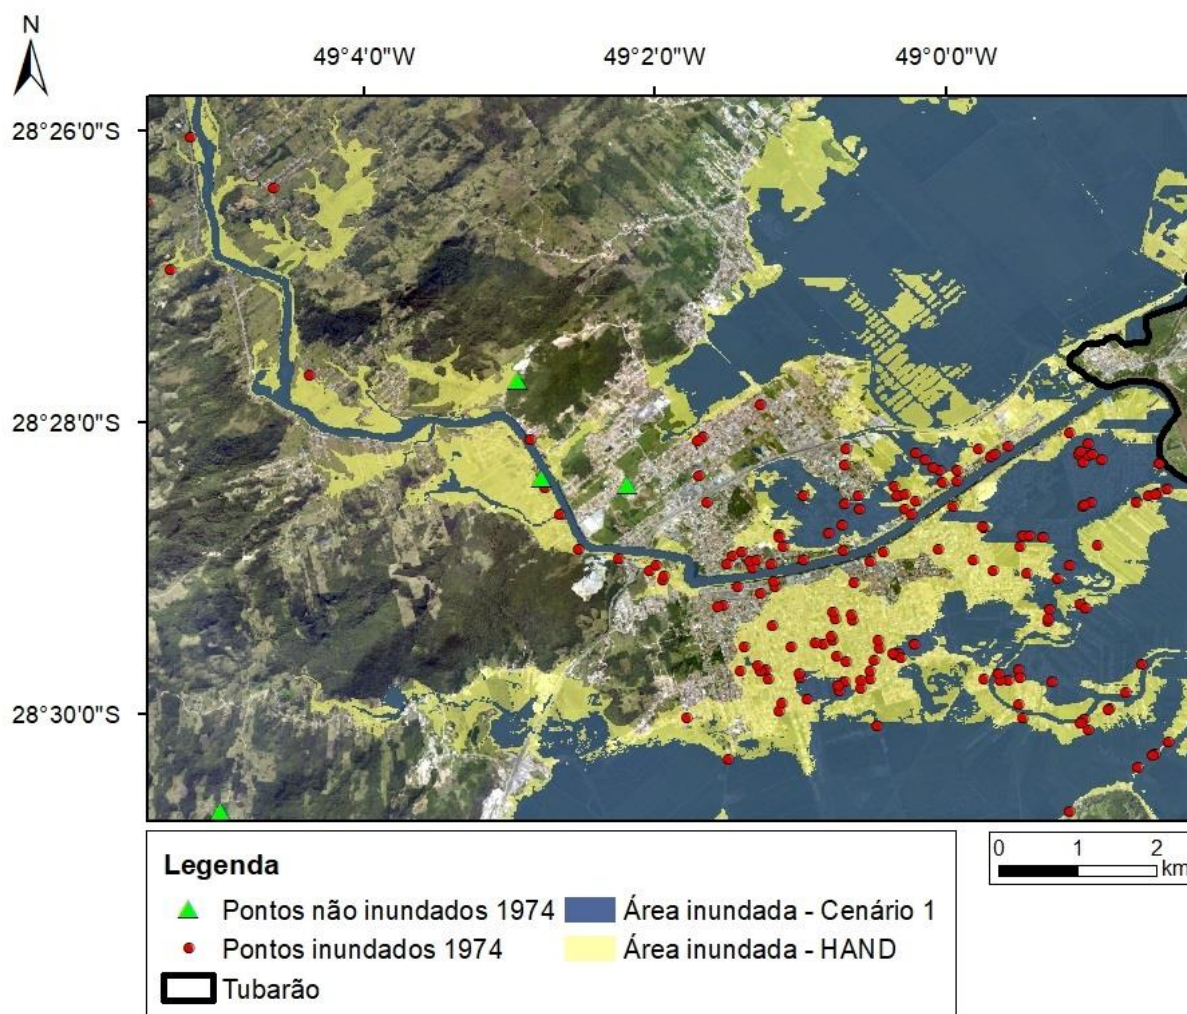 N
49°4'0"W 49°2'0"W 49°0'0"W
28°26'0"S
28°28'0"S
28°30'0"S
Legenda
Pontos não inundados 1974 Área inundada - Cenário 1
Pontos inundados 1974 Área inundada - HAND
Tubarão
0 1 2
km